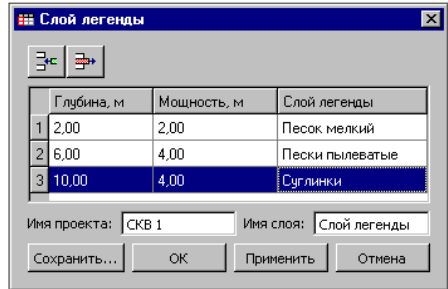 Слой легенды
Глубина, м Мощность, м Слой легенды
1 2,00 2,00 Песок мелкий
2 6,00 4,00 Пески пылеватые
3 10,00 4,00 Суглинки
Имя проекта: СКВ 1 Имя слоя: Слой легенды
Сохранить... ОК Применить Отмена